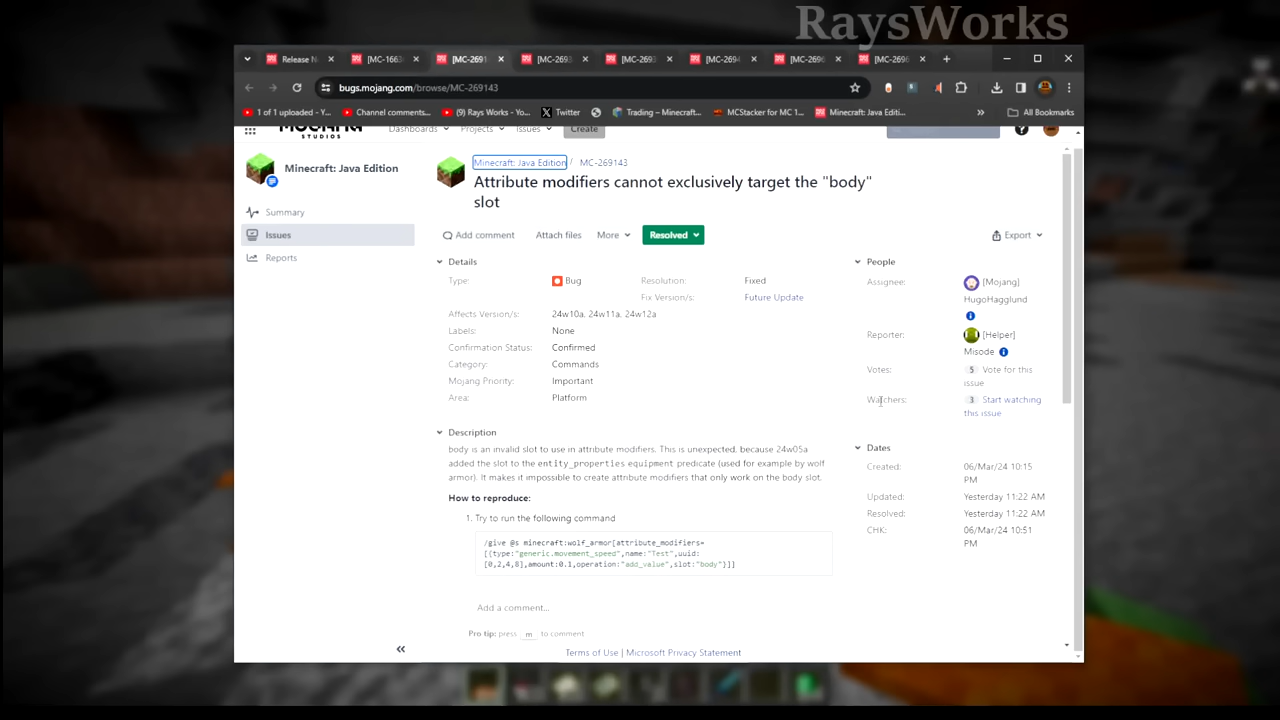 RaysWorks
Release N
[MC-166
[MC-2691
[MC-269
[MC-269
[MC-269
[MC-269
[MC-269
bugs.mojang.com/browse/MC-269143
1 of 1 uploaded - Y...
Channel comments...
(9) Rays Works - Yo...
Twitter
Trading – Minecraft...
MCStacker for MC 1...
Minecraft: Java Editi...
All Bookmarks
MOJANG
STUDIOS
Dashboards
Projects
Issues
Create
Minecraft: Java Edition
Summary
Issues
Reports
Minecraft: Java Edition / MC-269143
Attribute modifiers cannot exclusively target the "body"
slot
Add comment
Attach files
More
Resolved
Export
Details
Type: Bug
Resolution: Fixed
Fix Version/s: Future Update
Affects Version/s: 24w10a, 24w11a, 24w12a
Labels: None
Confirmation Status: Confirmed
Category: Commands
Mojang Priority: Important
Area: Platform
People
Assignee: [Mojang]
HugoHagglund
Reporter: [Helper]
Misode
Votes: 5 Vote for this
issue
Watchers: 3 Start watching
this issue
Description
body is an invalid slot to use in attribute modifiers. This is unexpected, because 24w05a
added the slot to the entity_properties equipment predicate (used for example by wolf
armor). It makes it impossible to create attribute modifiers that only work on the body slot.
How to reproduce:
1. Try to run the following command
/give @s minecraft:wolf_armor[attribute_modifiers=
[{type:"generic.movement_speed",name:"Test",uuid:
[0,2,4,8],amount:0.1,operation:"add_value",slot:"body"}]]
Dates
Created: 06/Mar/24 10:15
PM
Updated: Yesterday 11:22 AM
Resolved: Yesterday 11:22 AM
CHK: 06/Mar/24 10:51
PM
Add a comment...
Pro tip: press m to comment
Terms of Use | Microsoft Privacy Statement